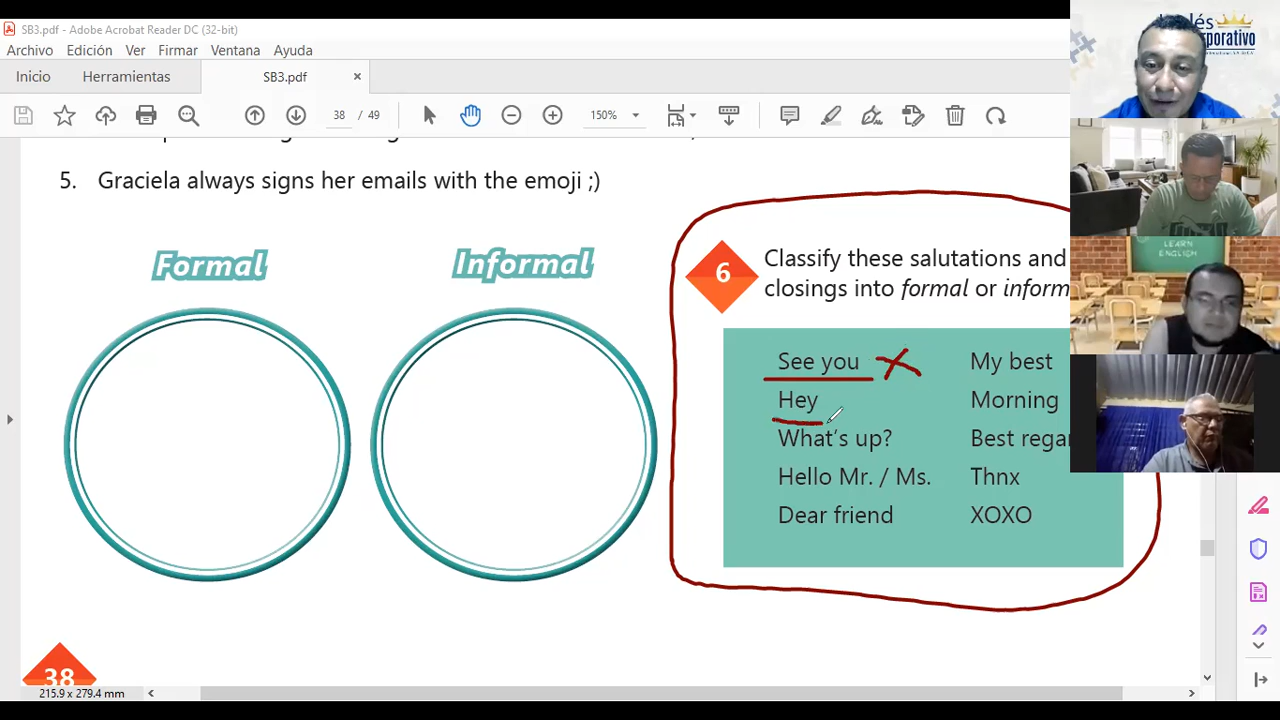 SB3.pdf - Adobe Acrobat Reader DC (32-bit)
Archivo Edición Ver Firmar Ventana Ayuda
Inicio Herramientas SB3.pdf ×
38 / 49 150%
5. Graciela always signs her emails with the emoji ;)
Formal
Informal
6
Classify these salutations and
closings into formal or inform
See you
Hey
What's up?
Hello Mr. / Ms.
Dear friend
My best
Morning
Best regar
Thnx
XOXO
38
215.9 x 279.4 mm
LEARN
ENGLISH